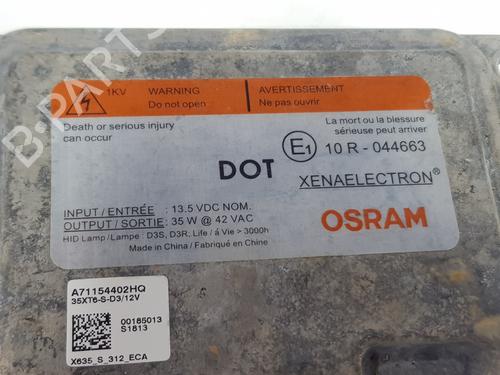 1KV
WARNING
Do not open
AVERTISSEMENT
Ne pas ouvrir
Death or serious injury
can occur
La mort ou la blessure
sérieuse peut arriver
DOT
E1 10 R - 044663
XENAELECTRON®
INPUT / ENTRÉE : 13.5 VDC NOM.
OUTPUT / SORTIE : 35 W @ 42 VAC
HID Lamp / Lampe : D3S, D3R; Life / á Vie > 3000h
Made in China / Fabriqué en Chine
OSRAM
A71154402HQ
35XT6-S-D3/12V
00165013
S1813
X635_S_312_ECA
B-PARTS